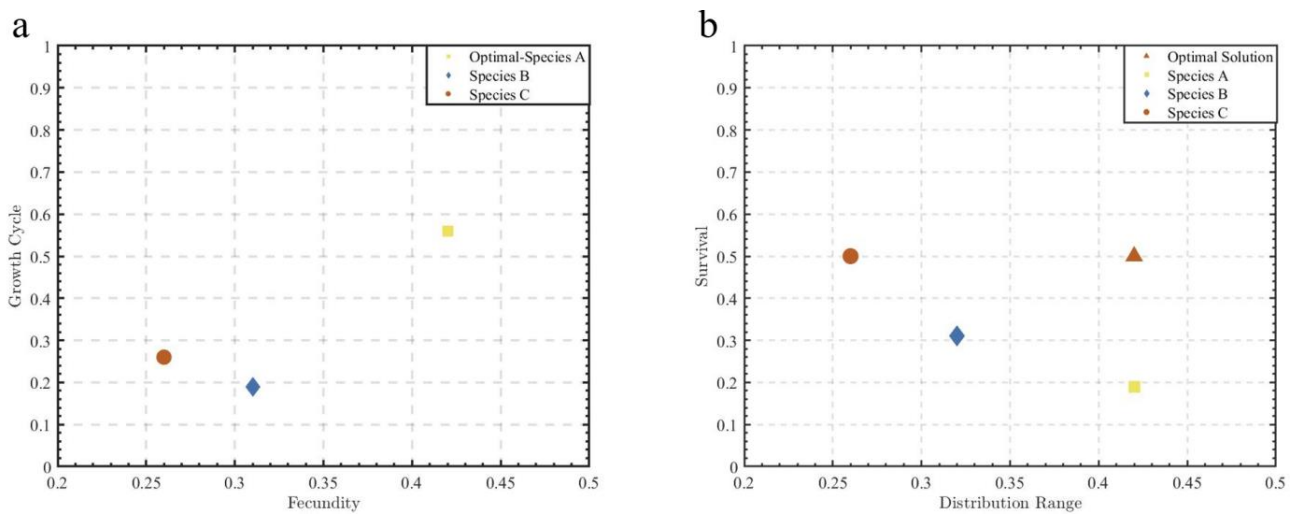 a
Optimal-Species A
Species B
Species C
1
0.9
0.8
0.7
0.6
0.5
0.4
0.3
0.2
0.1
0
Growth Cycle
0.2
0.25
0.3
0.35
0.4
0.45
0.5
Fecundity
b
Optimal Solution
Species A
Species B
Species C
1
0.9
0.8
0.7
0.6
0.5
0.4
0.3
0.2
0.1
0
Survival
0.2
0.25
0.3
0.35
0.4
0.45
0.5
Distribution Range